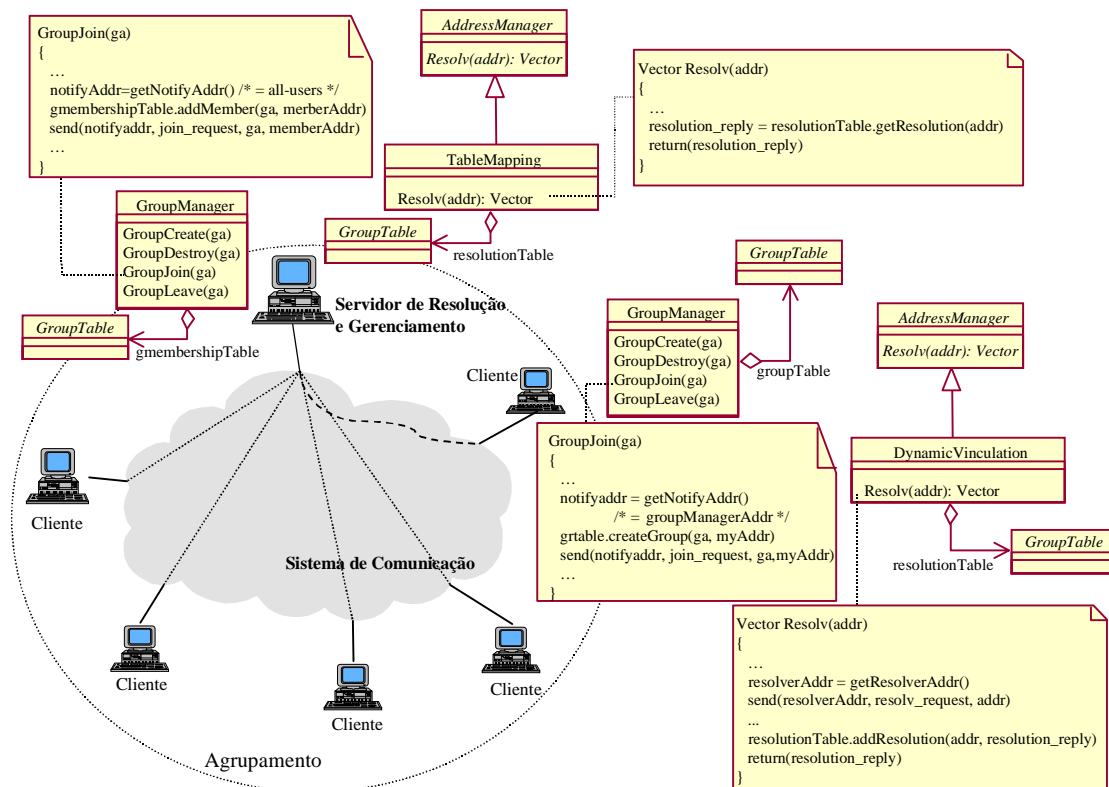 GroupJoin(ga)
{
…
notifyAddr=getNotifyAddr() /* = all-users */
gmembershipTable.addMember(ga, merberAddr)
send(notifyaddr, join_request, ga, memberAddr)
…
}
AddressManager
Resolv(addr): Vector
Vector Resolv(addr)
{
…
resolution_reply = resolutionTable.getResolution(addr)
return(resolution_reply)
}
TableMapping
Resolv(addr): Vector
GroupTable
resolutionTable
GroupManager
GroupCreate(ga)
GroupDestroy(ga)
GroupJoin(ga)
GroupLeave(ga)
GroupTable
gmembershipTable
Servidor de Resolução
e Gerenciamento
GroupTable
GroupManager
GroupCreate(ga)
GroupDestroy(ga)
GroupJoin(ga)
GroupLeave(ga)
groupTable
AddressManager
Resolv(addr): Vector
Cliente
GroupJoin(ga)
{
…
notifyaddr = getNotifyAddr()
/* = groupManagerAddr */
grtable.createGroup(ga, myAddr)
send(notifyaddr, join_request, ga,myAddr)
…
}
DynamicVinculation
Resolv(addr): Vector
GroupTable
resolutionTable
Cliente
Sistema de Comunicação
Cliente
Cliente
Cliente
Agrupamento
Vector Resolv(addr)
{
…
resolverAddr = getResolverAddr()
send(resolverAddr, resolv_request, addr)
...
resolutionTable.addResolution(addr, resolution_reply)
return(resolution_reply)
}